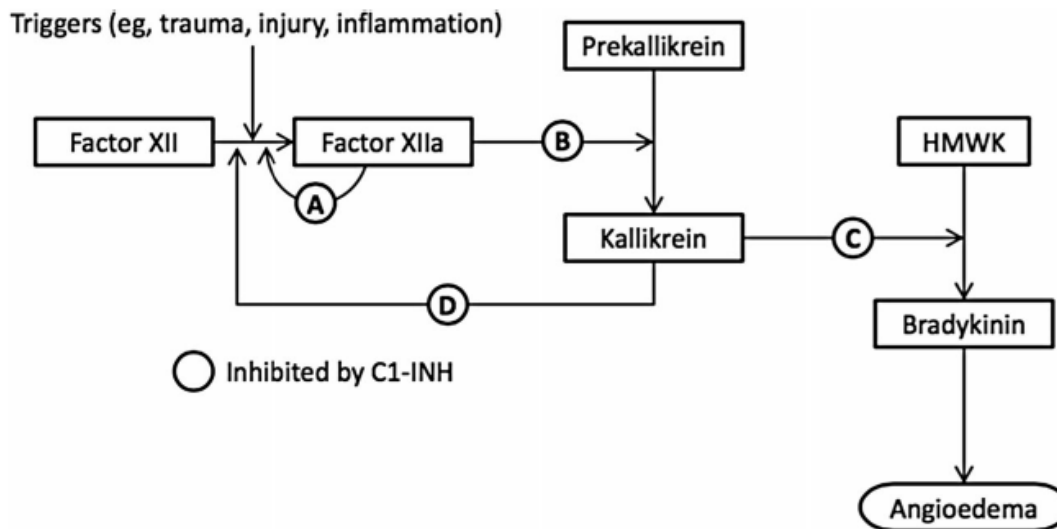 Triggers (eg, trauma, injury, inflammation)
Prekallikrein
Factor XII
Factor XIIa
B
HMWK
A
Kallikrein
C
D
Bradykinin
Inhibited by C1-INH
Angioedema